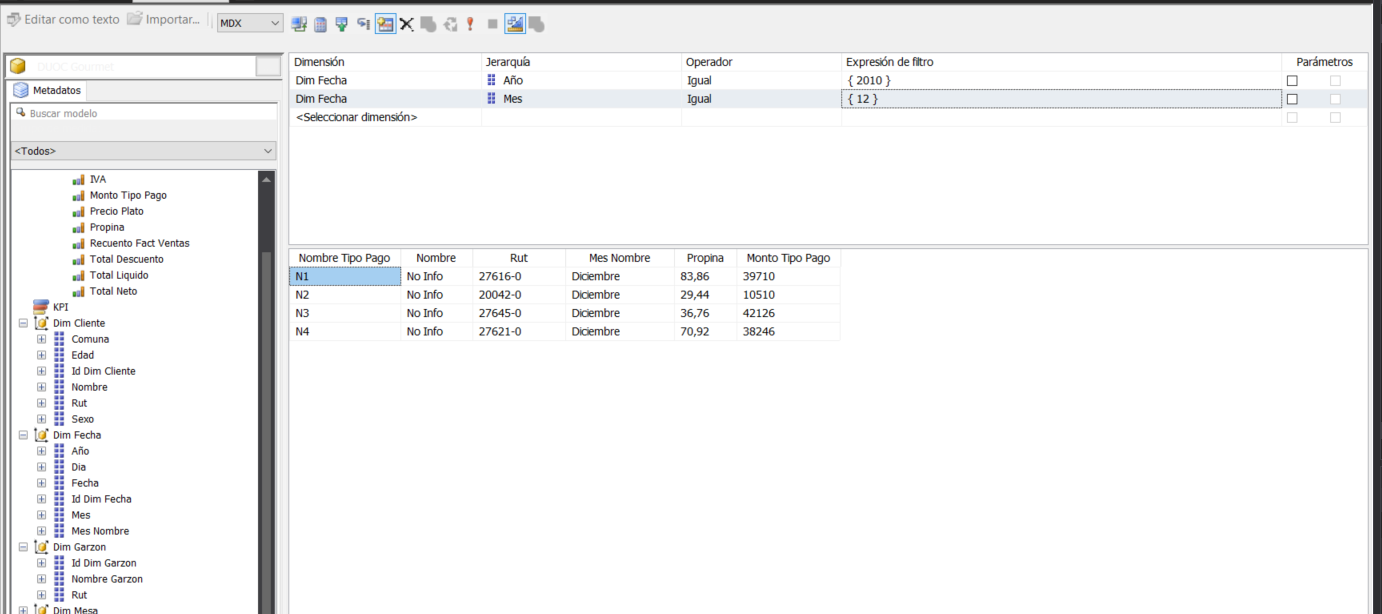 Editar como texto Importar... MDX
DUOC Gourmet
Metadatos
Buscar modelo
<Todos>
IVA
Monto Tipo Pago
Precio Plato
Propina
Recuento Fact Ventas
Total Descuento
Total Liquido
Total Neto
KPI
Dim Cliente
Comuna
Edad
Id Dim Cliente
Nombre
Rut
Sexo
Dim Fecha
Año
Dia
Fecha
Id Dim Fecha
Mes
Mes Nombre
Dim Garzon
Id Dim Garzon
Nombre Garzon
Rut
Dim Mesa
Dimensión Jerarquía Operador Expresión de filtro Parámetros
Dim Fecha Año Igual { 2010 }
Dim Fecha Mes Igual { 12 }
<Seleccionar dimensión>
Nombre Tipo Pago Nombre Rut Mes Nombre Propina Monto Tipo Pago
N1 No Info 27616-0 Diciembre 83,86 39710
N2 No Info 20042-0 Diciembre 29,44 10510
N3 No Info 27645-0 Diciembre 36,76 42126
N4 No Info 27621-0 Diciembre 70,92 38246